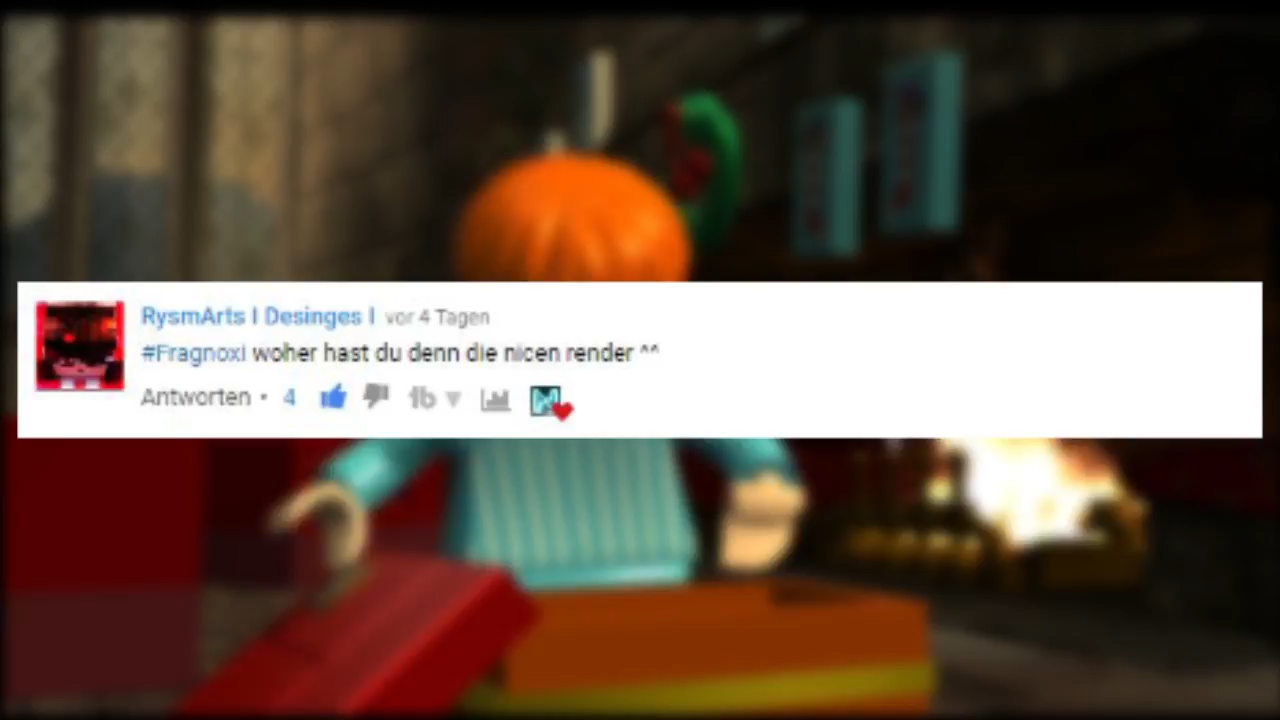 RysmArts I Desinges I vor 4 Tagen
#Fragnoxi woher hast du denn die nicen render ^^
Antworten • 4